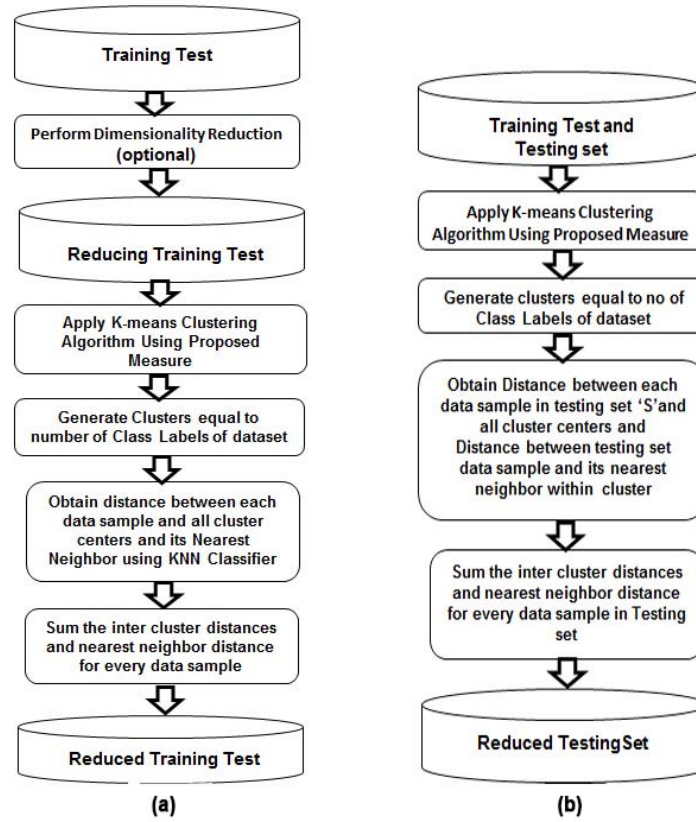 Training Test
Perform Dimensionality Reduction
(optional)
Reducing Training Test
Apply K-means Clustering
Algorithm Using Proposed
Measure
Generate Clusters equal to
number of Class Labels of dataset
Obtain distance between each
data sample and all cluster
centers and its Nearest
Neighbor using KNN Classifier
Sum the inter cluster distances
and nearest neighbor distance
for every data sample
Reduced Training Test
(a)
Training Test and
Testing set
Apply K-means Clustering
Algorithm Using Proposed Measure
Generate clusters equal to no of
Class Labels of dataset
Obtain Distance between each
data sample in testing set ‘S’and
all cluster centers and
Distance between testing set
data sample and its nearest
neighbor within cluster
Sum the inter cluster distances
and nearest neighbor distance
for every data sample in Testing
set
Reduced Testing Set
(b)